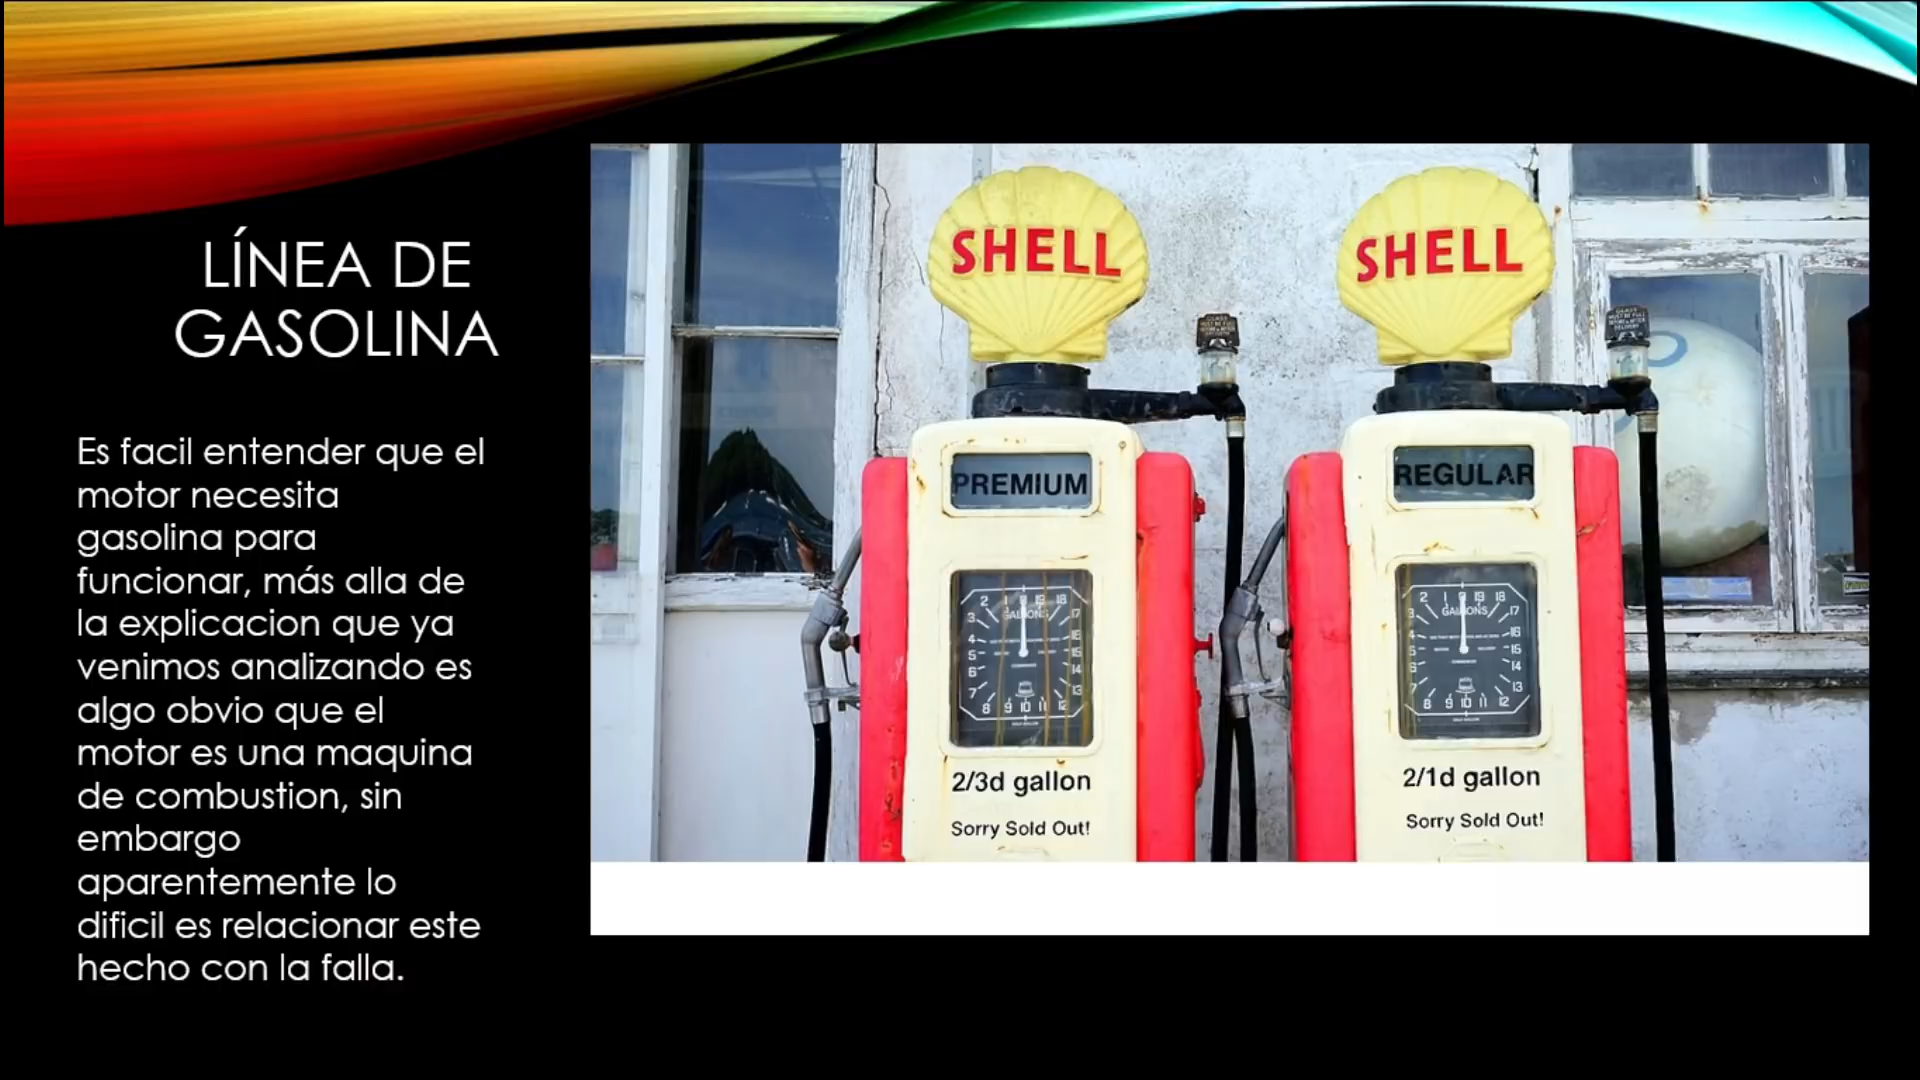 LÍNEA DE
GASOLINA
Es facil entender que el
motor necesita
gasolina para
funcionar, más alla de
la explicacion que ya
venimos analizando es
algo obvio que el
motor es una maquina
de combustion, sin
embargo
aparentemente lo
dificil es relacionar este
hecho con la falla.
SHELL
PREMIUM
GALLONS
2/3d gallon
Sorry Sold Out!
SHELL
REGULAR
GALLONS
2/1d gallon
Sorry Sold Out!